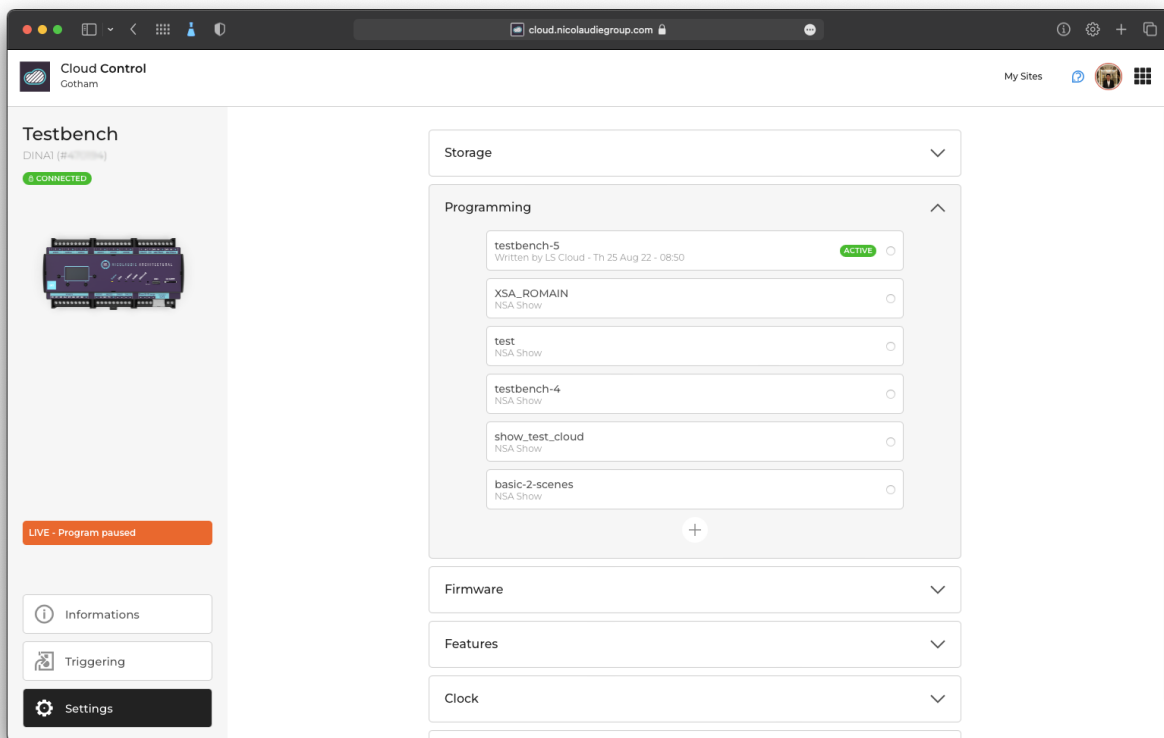 cloud.nicolaudiegroup.com
Cloud Control
Gotham
My Sites
Testbench
DINA1 (#
CONNECTED
NICOLAUDIE ARCHITECTURAL
LIVE - Program paused
Informations
Triggering
Settings
Storage
Programming
testbench-5
Written by LS Cloud - Th 25 Aug 22 - 08:50
ACTIVE
XSA_ROMAIN
NSA Show
test
NSA Show
testbench-4
NSA Show
show_test_cloud
NSA Show
basic-2-scenes
NSA Show
Firmware
Features
Clock